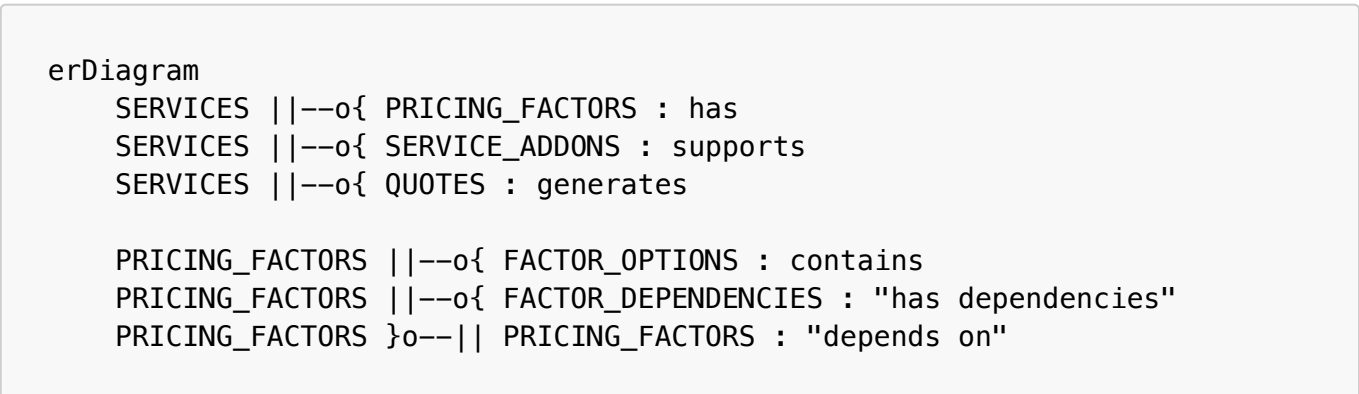 erDiagram
    SERVICES ||--o{ PRICING_FACTORS : has
    SERVICES ||--o{ SERVICE_ADDONS : supports
    SERVICES ||--o{ QUOTES : generates

    PRICING_FACTORS ||--o{ FACTOR_OPTIONS : contains
    PRICING_FACTORS ||--o{ FACTOR_DEPENDENCIES : "has dependencies"
    PRICING_FACTORS }o--|| PRICING_FACTORS : "depends on"